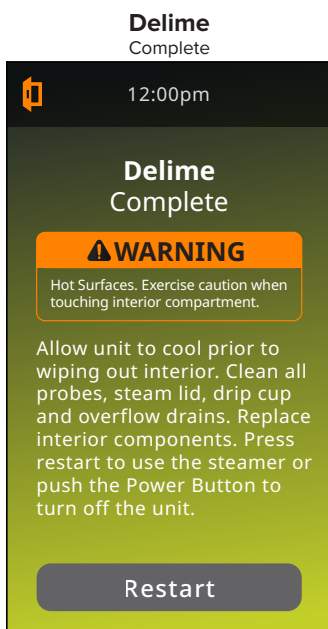 Delime
Complete
12:00pm
Delime
Complete
WARNING
Hot Surfaces. Exercise caution when
touching interior compartment.
Allow unit to cool prior to
wiping out interior. Clean all
probes, steam lid, drip cup
and overflow drains. Replace
interior components. Press
restart to use the steamer or
push the Power Button to
turn off the unit.
Restart